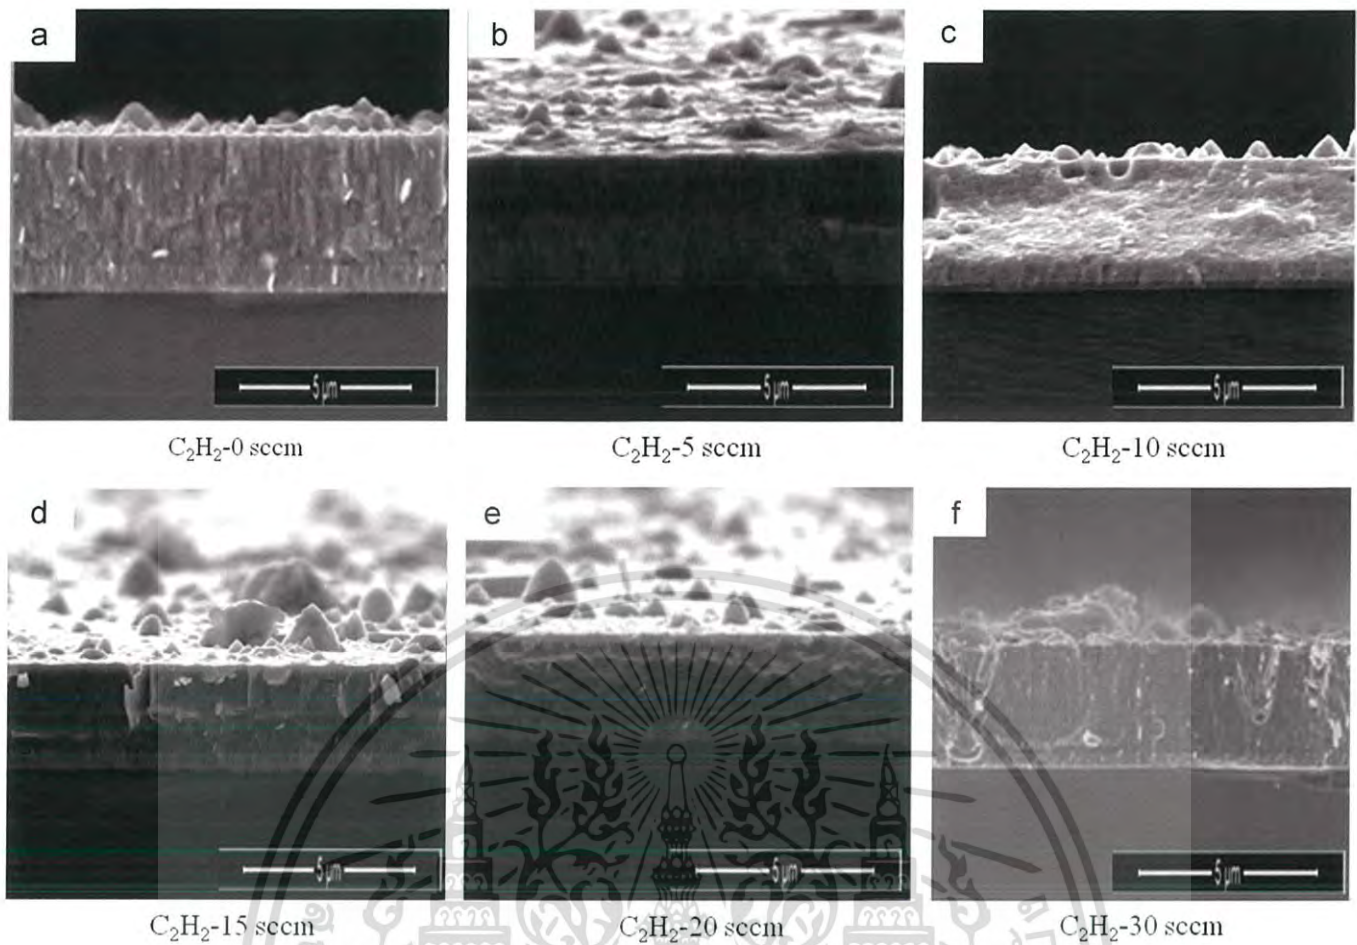 a
b
c
5 µm
5 µm
5 µm
C₂H₂-0 sccm
C₂H₂-5 sccm
C₂H₂-10 sccm
d
e
f
5 µm
5 µm
5 µm
C₂H₂-15 sccm
C₂H₂-20 sccm
C₂H₂-30 sccm